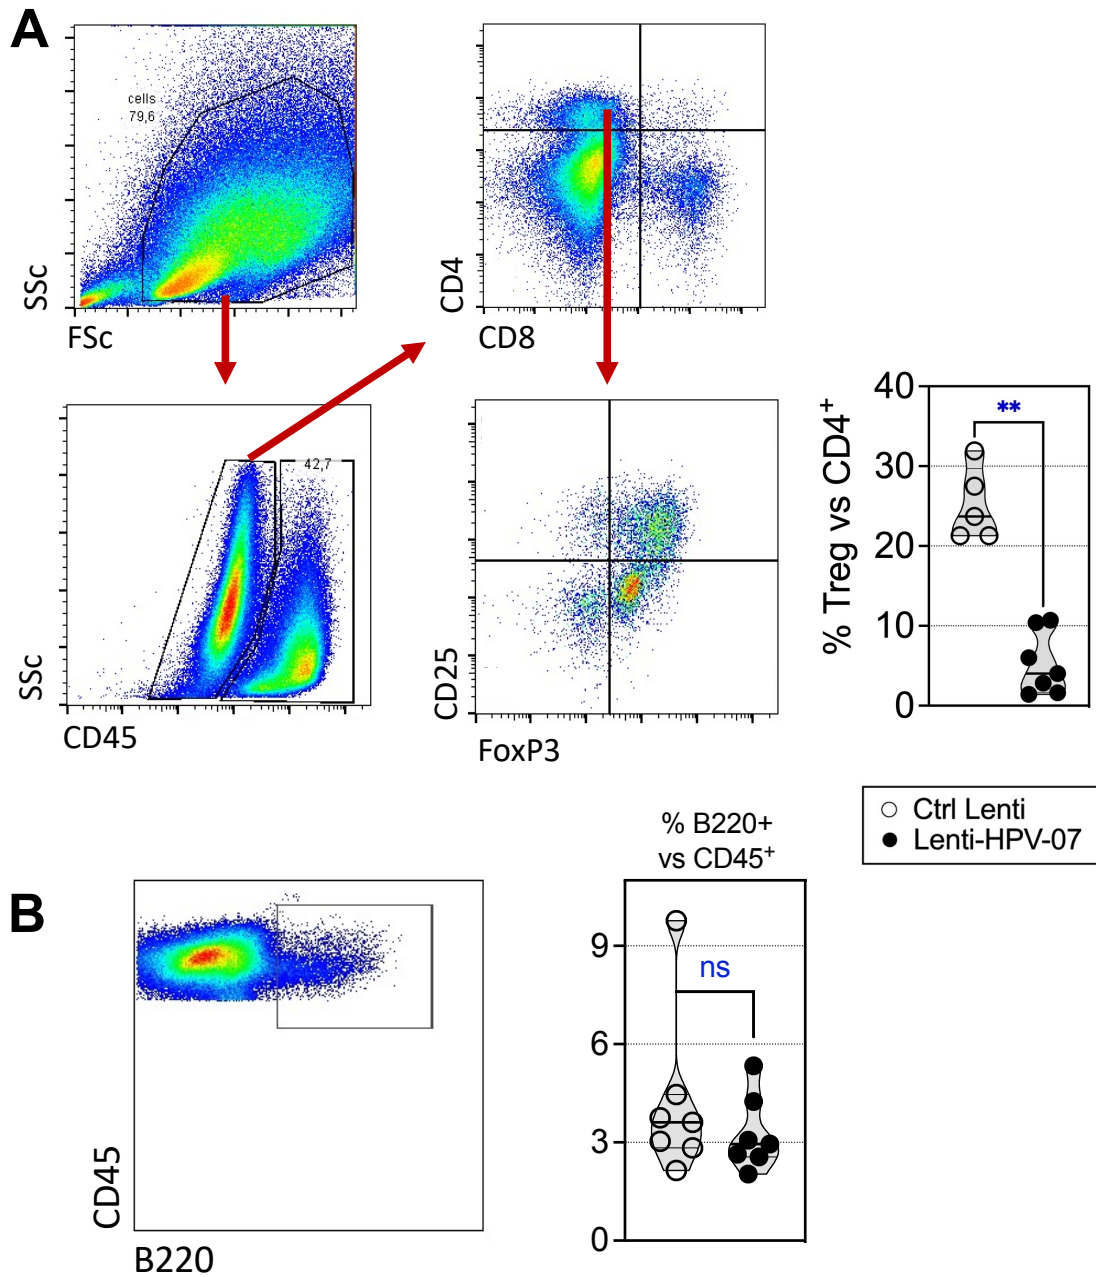 A
cells
79,6
SSc
FSc
CD4
CD8
42,7
SSc
CD45
CD25
FoxP3
% Treg vs CD4⁺
40
30
20
10
0
**
Ctrl Lenti
Lenti-HPV-07
B
CD45
B220
% B220+
vs CD45⁺
9
6
3
0
ns